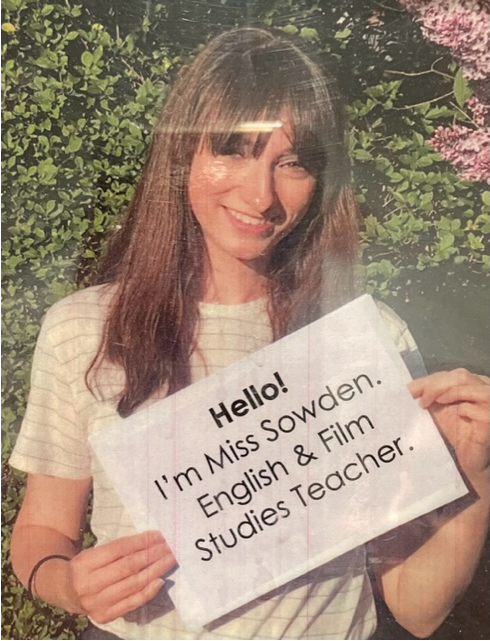 Hello!
I'm Miss Sowden.
English & Film
Studies Teacher.